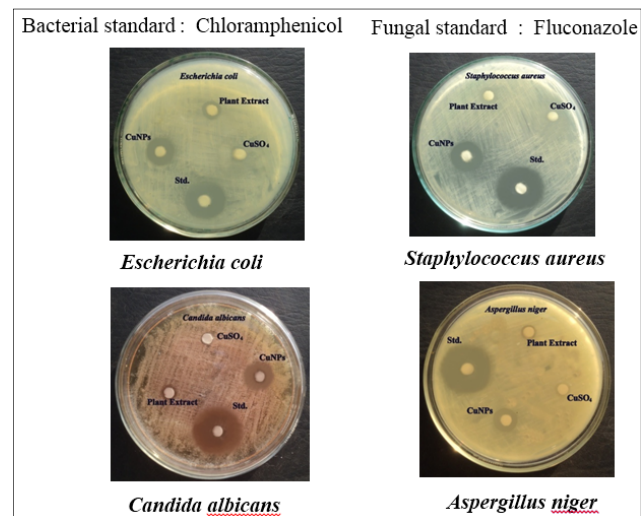 Bacterial standard : Chloramphenicol
Fungal standard : Fluconazole
Escherichia coli
Plant Extract
CuNPs
CuSO₄
Std.
Escherichia coli
Staphylococcus aureus
Plant Extract
CuSO₄
CuNPs
Std.
Staphylococcus aureus
Candida albicans
CuSO₄
CuNPs
Plant Extract
Std.
Candida albicans
Aspergillus niger
Std.
Plant Extract
CuSO₄
CuNPs
Aspergillus niger